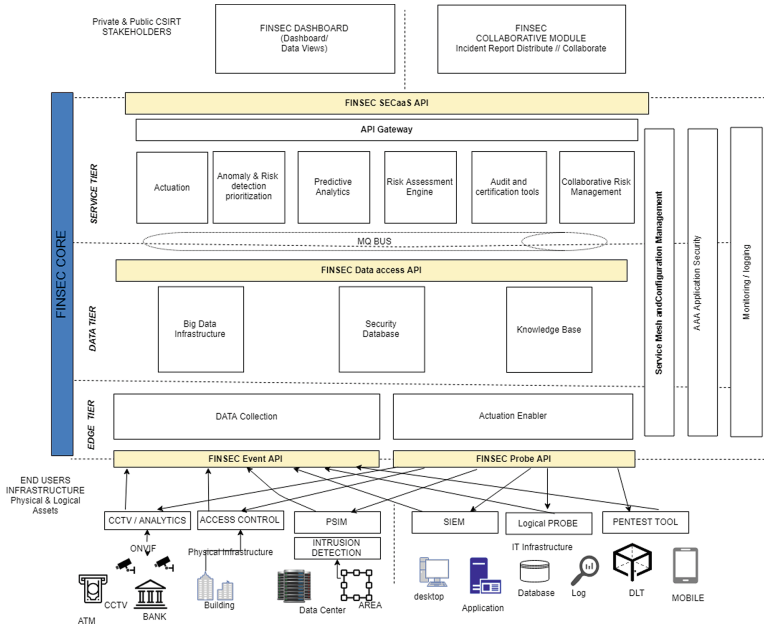 Private & Public CSIRT
STAKEHOLDERS
FINSEC DASHBOARD
(Dashboard/
Data Views)
FINSEC
COLLABORATIVE MODULE
Incident Report Distribute // Collaborate
FINSEC CORE
SERVICE TIER
FINSEC SECaaS API
API Gateway
Actuation
Anomaly & Risk
detection
prioritization
Predictive
Analytics
Risk Assessment
Engine
Audit and
certification tools
Collaborative Risk
Management
MQ BUS
FINSEC Data access API
DATA TIER
Big Data
Infrastructure
Security
Database
Knowledge Base
Service Mesh andConfiguration Management
AAA Application Security
Monitoring / logging
EDGE TIER
DATA Collection
Actuation Enabler
FINSEC Event API
FINSEC Probe API
END USERS
INFRASTRUCTURE
Physual & Logical
Assets
CCTV / ANALYTICS
ACCESS CONTROL
PSIM
SIEM
Logical PROBE
PENTEST TOOL
ONVIF
Physical Infrastructure
INTRUSION
DETECTION
IT Infrastructure
CCTV
ATM
BANK
Building
Data Center
AREA
desktop
Application
Database
Log
DLT
MOBILE